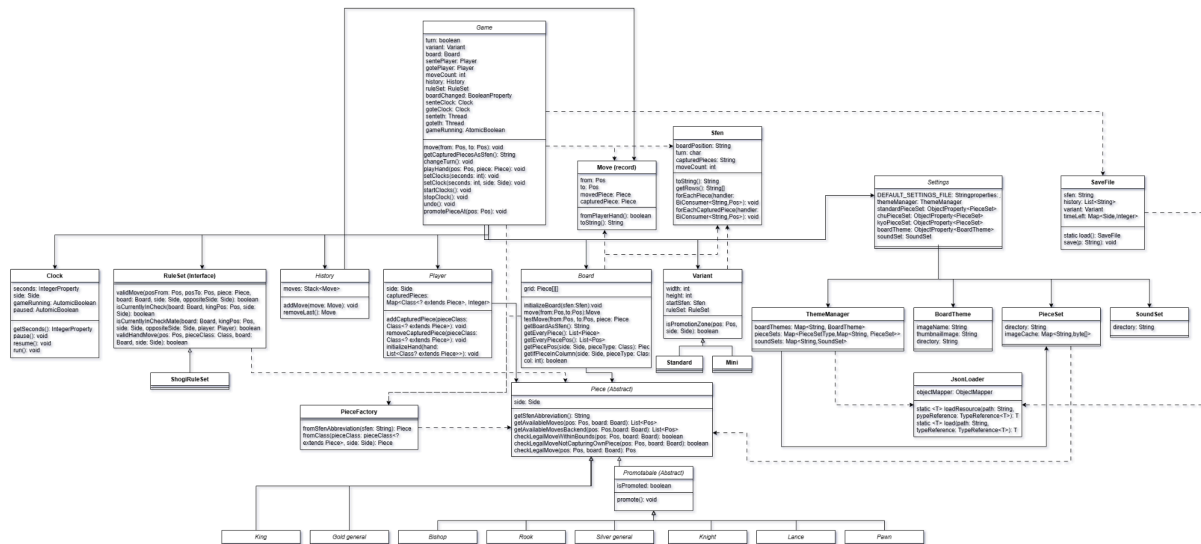 Game
turn: boolean
variant: Variant
board: Board
sentePlayer: Player
gotePlayer: Player
moveCount: int
history: History
ruleSet: RuleSet
boardChanged: BooleanProperty
senteClock: Clock
goteClock: Clock
senteth: Thread
goteth: Thread
gameRunning: AtomicBoolean
move(from: Pos, to: Pos): void
getCapturedPiecesAsSfen(): String
changeTurn(): void
playHand(pos: Pos, piece: Piece): void
setClocks(seconds: int): void
setClock(seconds: int, side: Side): void
startClocks(): void
stopClock(): void
undo(): void
promotePieceAt(pos: Pos): void
Move (record)
from: Pos
to: Pos
movedPiece: Piece
capturedPiece: Piece
fromPlayerHand(): boolean
toString(): String
Sfen
boardPosition: String
turn: char
capturedPieces: String
moveCount: int
toString(): String
getRows(): String[]
forEachPiece(handler:
BiConsumer<String,Pos>): void
forEachCapturedPiece(handler:
BiConsumer<String,Pos>): void
Settings
DEFAULT_SETTINGS_FILE: Stringproperties:
themeManager: ThemeManager
standardPieceSet: ObjectProperty<PieceSet>
chuPieceSet: ObjectProperty<PieceSet>
kyoPieceSet: ObjectProperty<PieceSet>
boardTheme: ObjectProperty<BoardTheme>
soundSet: SoundSet
SaveFile
sfen: String
history: List<String>
variant: Variant
timeLeft: Map<Side,Integer>
static load(): SaveFile
save(p: String): void
Clock
seconds: IntegerProperty
side: Side
gameRunning: AutomicBoolean
paused: AutomicBoolean
getSeconds(): IntegerProperty
pause(): void
resume(): void
run(): void
RuleSet (Interface)
validMove(posFrom: Pos, posTo: Pos, piece: Piece,
board: Board, side: Side, oppositeSide: Side): boolean
isCurrentlyInCheck(board: Board, kingPos: Pos, side:
Side): boolean
isCurrentlyInCheckMate(board: Board, kingPos: Pos,
side: Side, oppositeSide: Side, player: Player): boolean
validHandMove(pos: Pos, pieceClass: Class, board:
Board, side: Side): boolean
ShogiRuleSet
History
moves: Stack<Move>
addMove(move: Move): void
removeLast(): Move
Player
side: Side
capturedPieces:
Map<Class<? extends Piece>, Integer>
addCapturedPiece(pieceClass:
Class<? extends Piece>): void
removeCapturedPiece(pieceClass:
Class<? extends Piece>): void
initializeHand(hand:
List<Class? extends Piece>>): void
Board
grid: Piece[][]
initializeBoard(sfen:Sfen):void
move(from:Pos,to:Pos):Move
testMove(from:Pos, to:Pos, piece, Piece
getBoardAsSfen(): String
getEveryPiece(): List<Piece>
getEveryPiecePos(): List<Pos>
getPiecePos(side: Side, pieceType: Class): Piec
getIfPieceInColumn(side: Side, pieceType: Clas
col: int): boolean
Variant
width: int
height: int
startSfen: Sfen
ruleSet: RuleSet
isPromotionZone(pos: Pos,
side: Side): boolean
Standard
Mini
ThemeManager
boardThemes: Map<String, BoardTheme>
pieceSets: Map<PieceSetType,Map<String, PieceSet>>
soundSets: Map<String,SoundSet>
BoardTheme
imageName: String
thumbnailImage: String
directory: String
PieceSet
directory: String
imageCache: Map<String,byte[]>
SoundSet
directory: String
JsonLoader
objectMapper: ObjectMapper
static <T> loadResource(path: String,
pypeReference: TypeReference<T>): T
static <T> load(path: String,
typeReference: TypeReference<T>): T
PieceFactory
fromSfenAbbreviation(sfen: String): Piece
fromClass(pieceClass: pieceClass<?
extends Piece>, side: Side): Piece
Piece (Abstract)
side: Side
getSfenAbbreviation(): String
getAvailableMoves(pos: Pos, board: Board): List<Pos>
getAvailableMovesBackend(pos: Pos,board: Board): List<Pos>
checkLegalMoveWithinBounds(pos: Pos, board: Board): boolean
checkLegalMoveNotCapturingOwnPiece(pos: Pos, board: Board): boolean
checkLegalMove(pos: Pos, board: Board): Pos
Promotabale (Abstract)
isPromoted: boolean
promote(): void
King
Gold general
Bishop
Rook
Silver general
Knight
Lance
Pawn